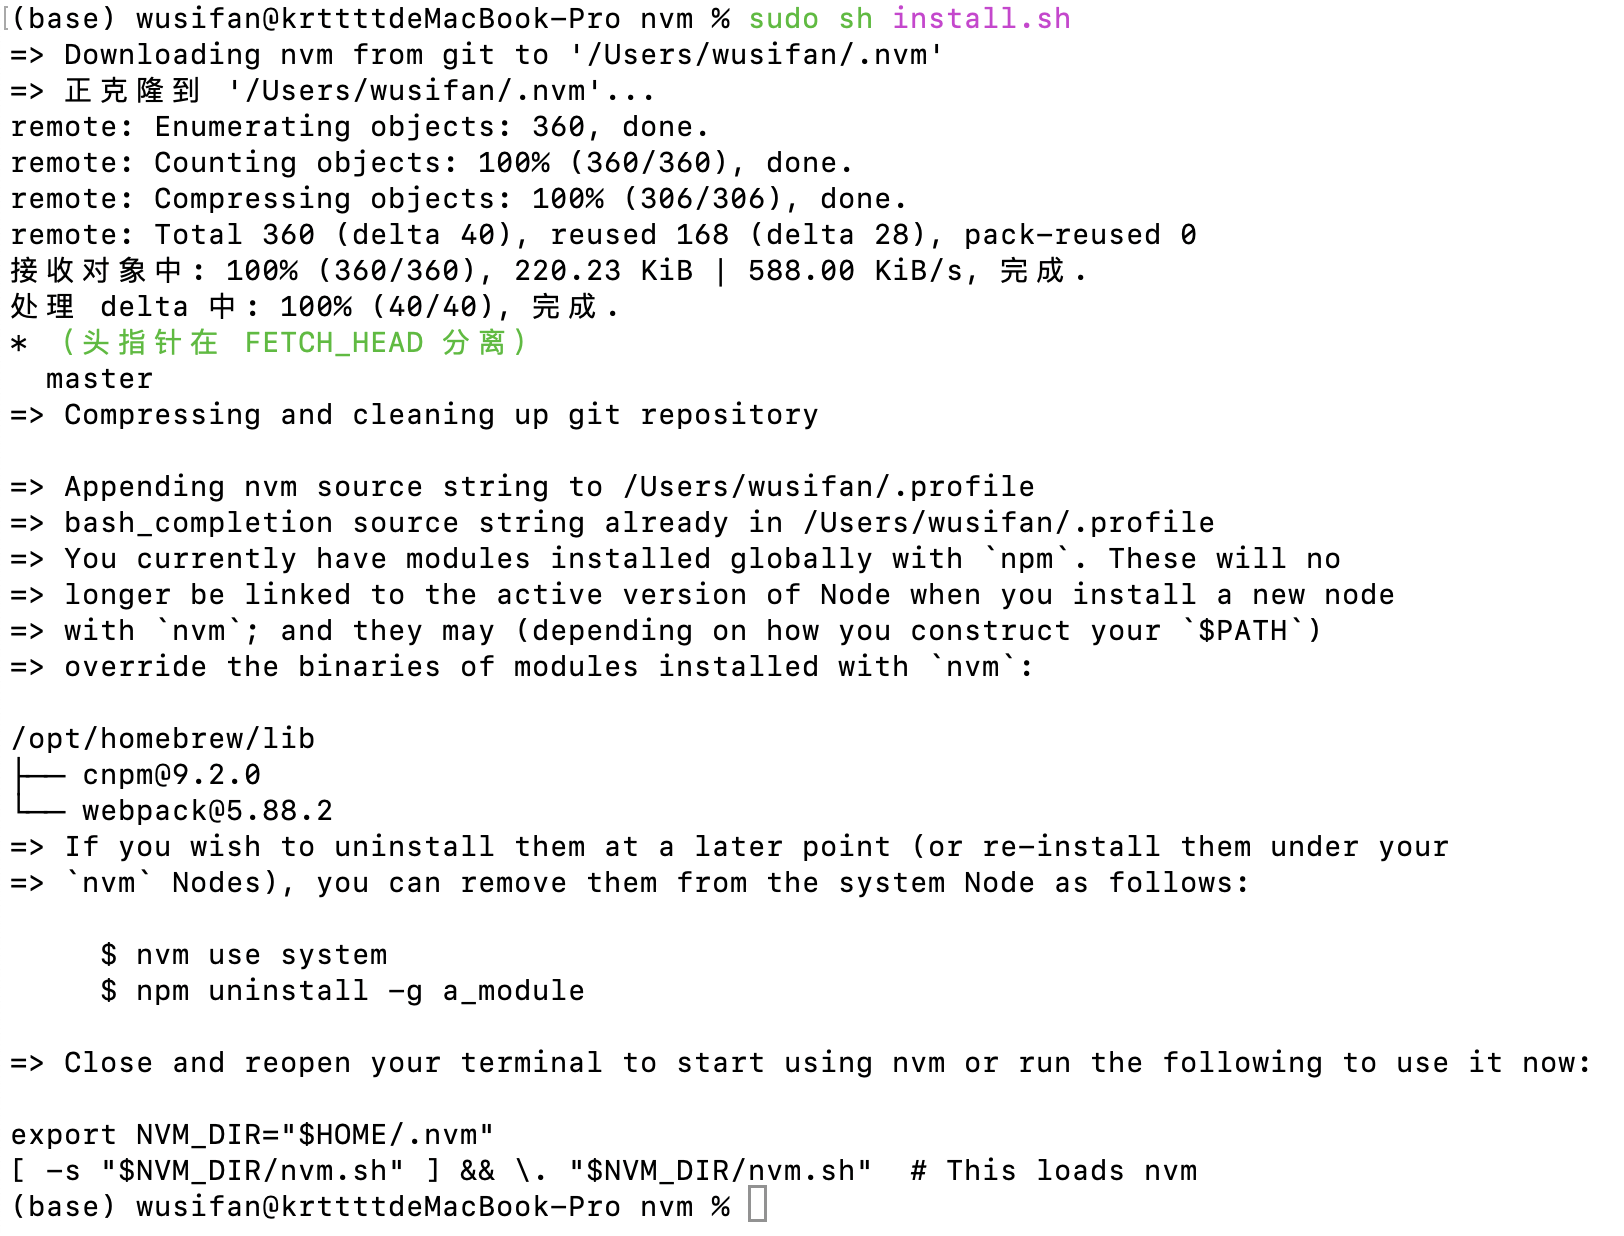 (base) wusifan@krttttdeMacBook-Pro nvm % sudo sh install.sh
=> Downloading nvm from git to '/Users/wusifan/.nvm'
=> 正克隆到 '/Users/wusifan/.nvm'...
remote: Enumerating objects: 360, done.
remote: Counting objects: 100% (360/360), done.
remote: Compressing objects: 100% (306/306), done.
remote: Total 360 (delta 40), reused 168 (delta 28), pack-reused 0
接收对象中: 100% (360/360), 220.23 KiB | 588.00 KiB/s, 完成.
处理 delta 中: 100% (40/40), 完成.
* （头指针在 FETCH_HEAD 分离）
  master
=> Compressing and cleaning up git repository

=> Appending nvm source string to /Users/wusifan/.profile
=> bash_completion source string already in /Users/wusifan/.profile
=> You currently have modules installed globally with `npm`. These will no
=> longer be linked to the active version of Node when you install a new node
=> with `nvm`; and they may (depending on how you construct your `$PATH`)
=> override the binaries of modules installed with `nvm`:

/opt/homebrew/lib
├── cnpm@9.2.0
└── webpack@5.88.2
=> If you wish to uninstall them at a later point (or re-install them under your
=> `nvm` Nodes), you can remove them from the system Node as follows:

     $ nvm use system
     $ npm uninstall -g a_module

=> Close and reopen your terminal to start using nvm or run the following to use it now:

export NVM_DIR="$HOME/.nvm"
[ -s "$NVM_DIR/nvm.sh" ] && \. "$NVM_DIR/nvm.sh"  # This loads nvm
(base) wusifan@krttttdeMacBook-Pro nvm %